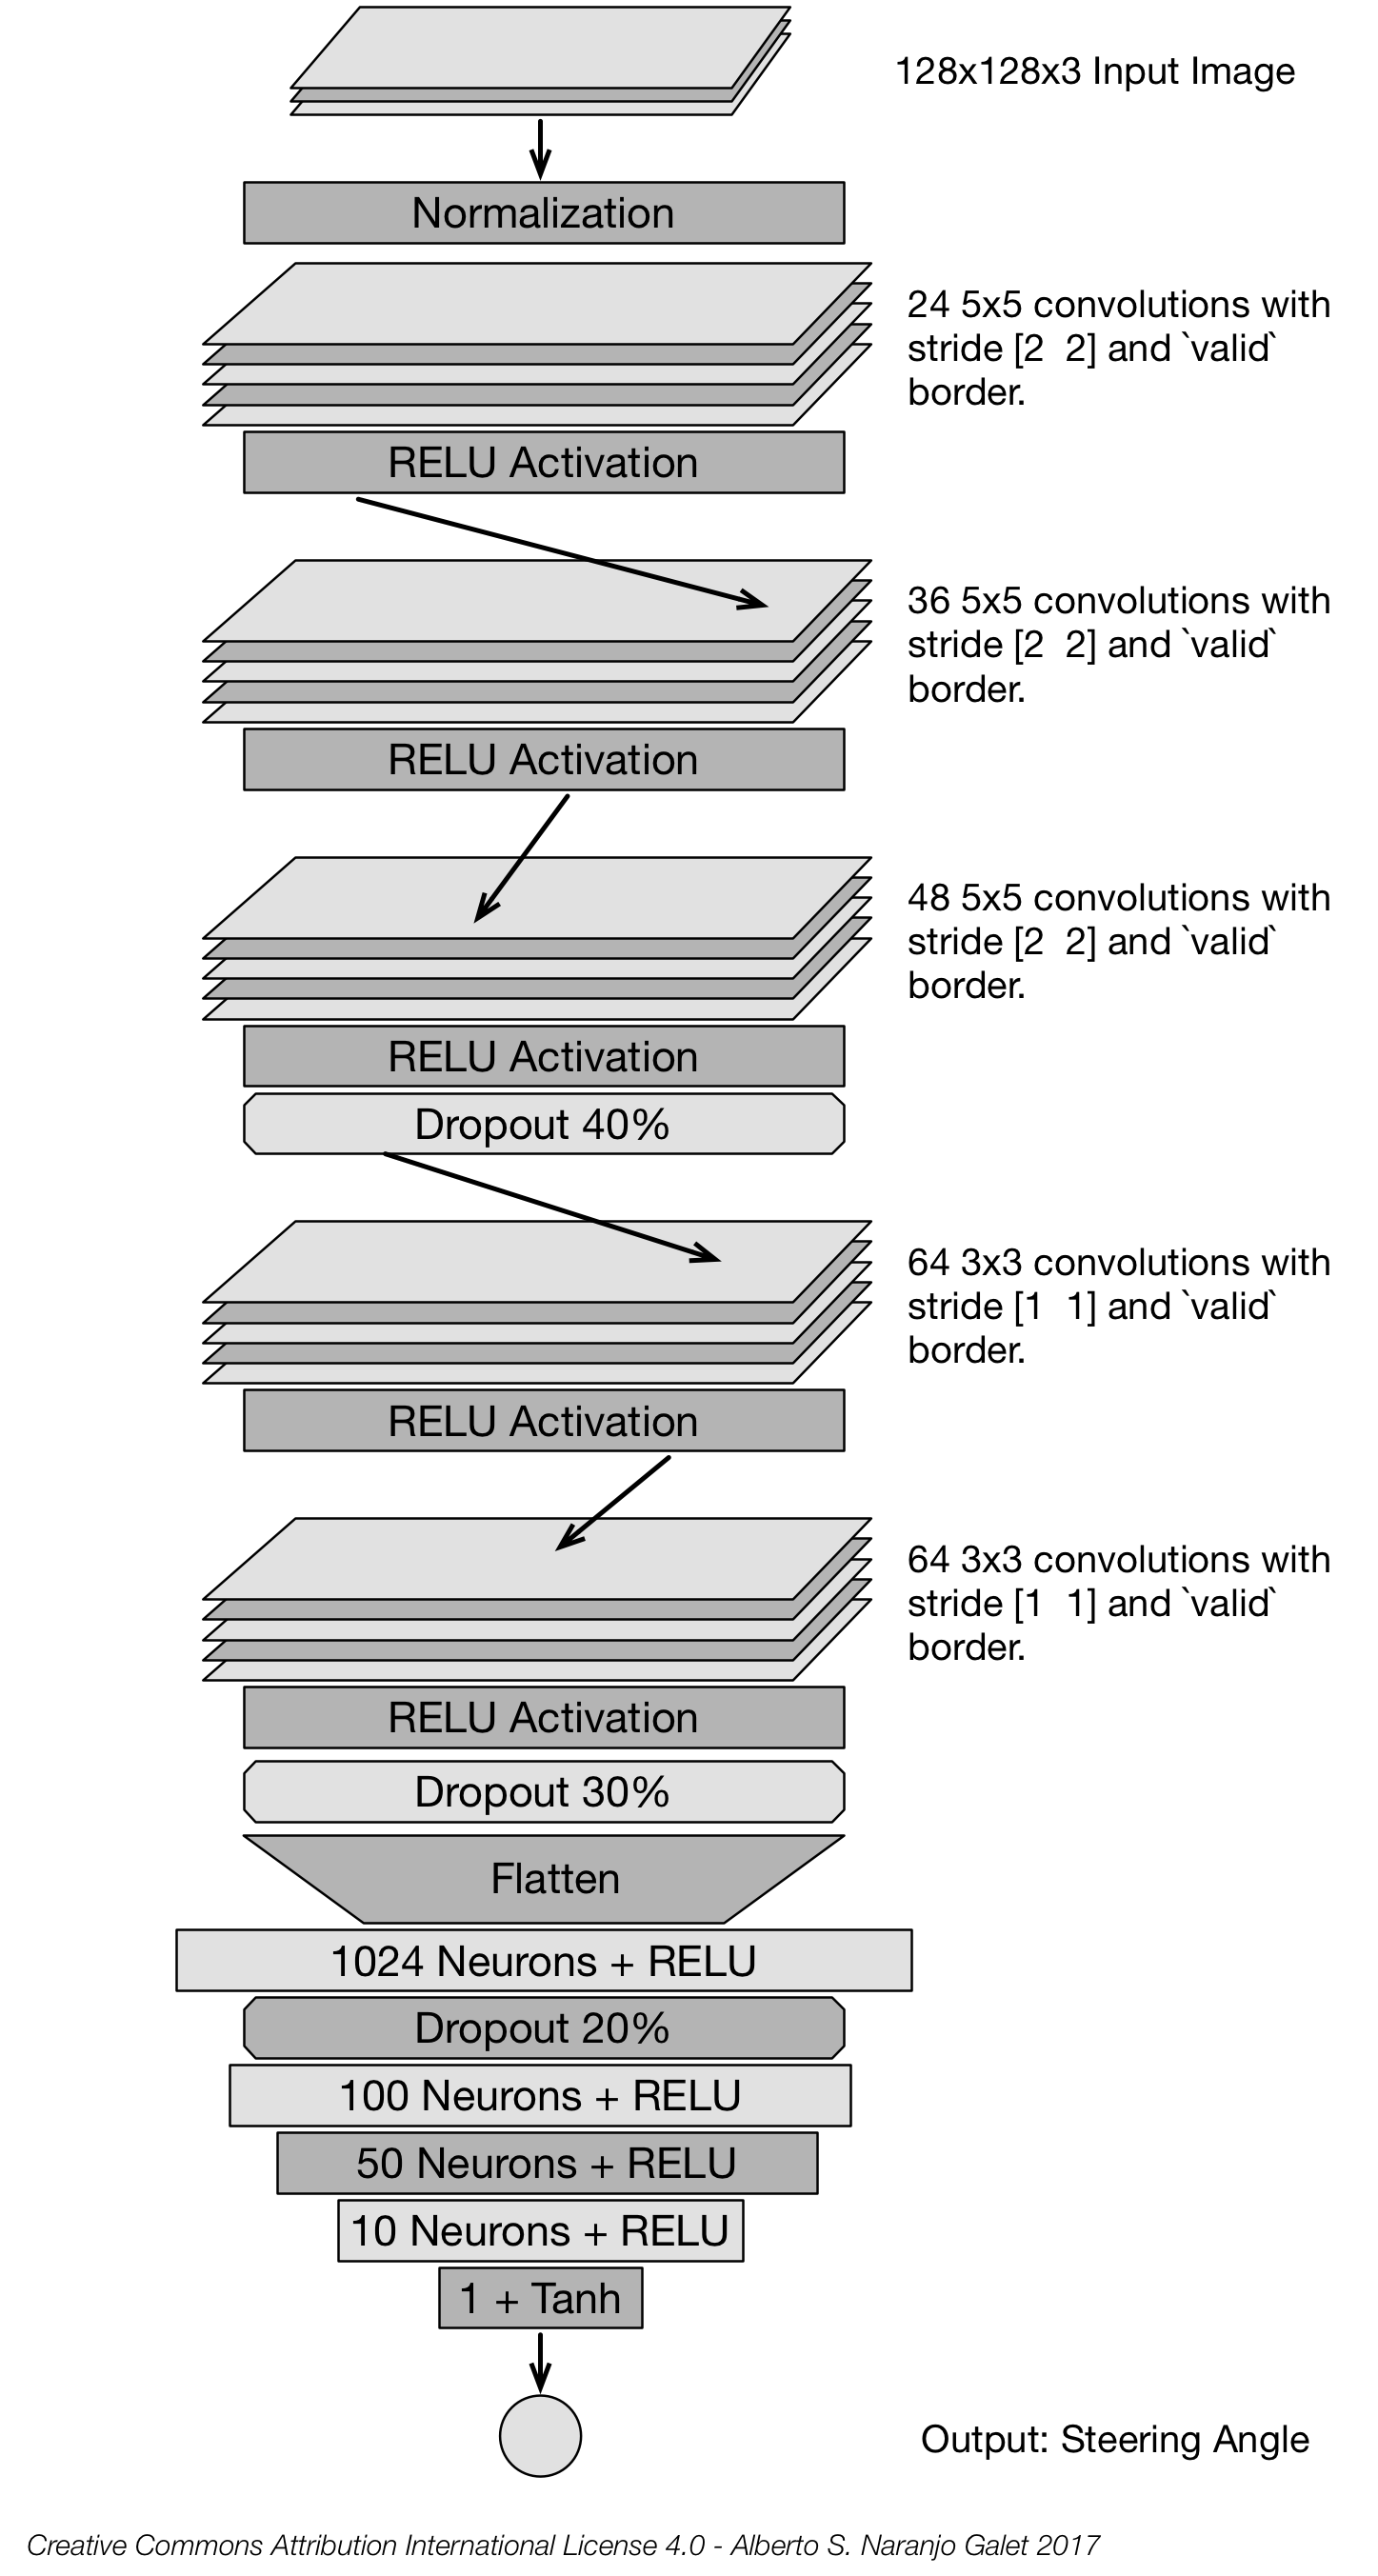 128x128x3 Input Image
Normalization
24 5x5 convolutions with
stride [2  2] and `valid`
border.
RELU Activation
36 5x5 convolutions with
stride [2  2] and `valid`
border.
RELU Activation
48 5x5 convolutions with
stride [2  2] and `valid`
border.
RELU Activation
Dropout 40%
64 3x3 convolutions with
stride [1  1] and `valid`
border.
RELU Activation
64 3x3 convolutions with
stride [1  1] and `valid`
border.
RELU Activation
Dropout 30%
Flatten
1024 Neurons + RELU
Dropout 20%
100 Neurons + RELU
50 Neurons + RELU
10 Neurons + RELU
1 + Tanh
Output: Steering Angle
Creative Commons Attribution International License 4.0 - Alberto S. Naranjo Galet 2017